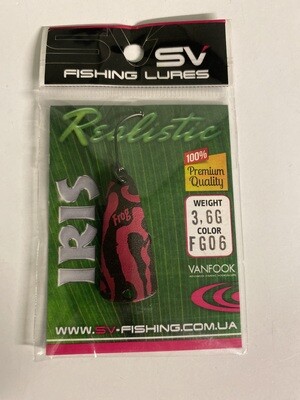 SV
SV
FISHING LURES
Realistic
100%
Premium
Quality
IRIS
Frog
WEIGHT
3,6G
COLOR
FG06
VANFOOK
WWW.SV-FISHING.COM.UA